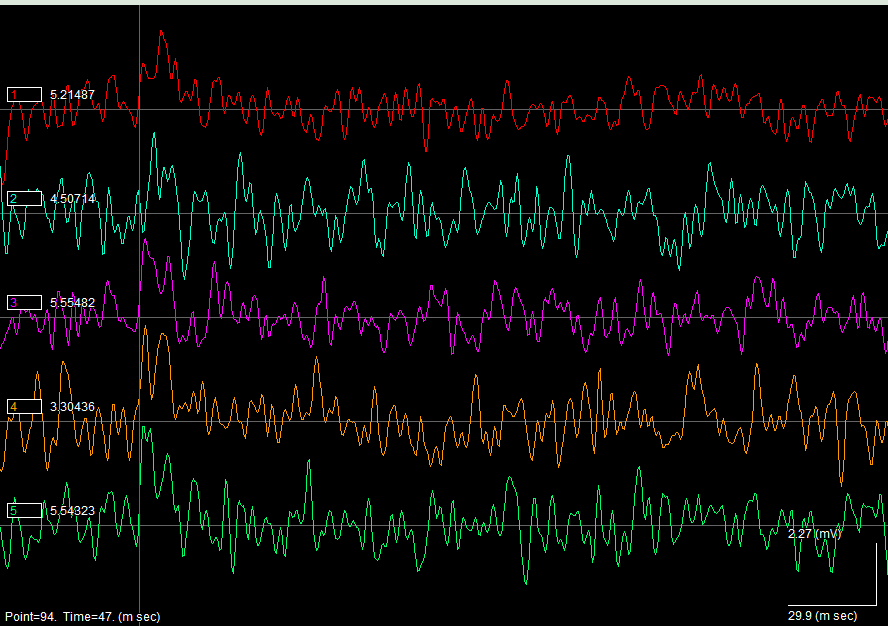 1 5.21487
2 4.50714
3 5.55482
4 3.30436
5 5.54323
2.27 (mV)
Point=94. Time=47. (m sec)
29.9 (m sec)